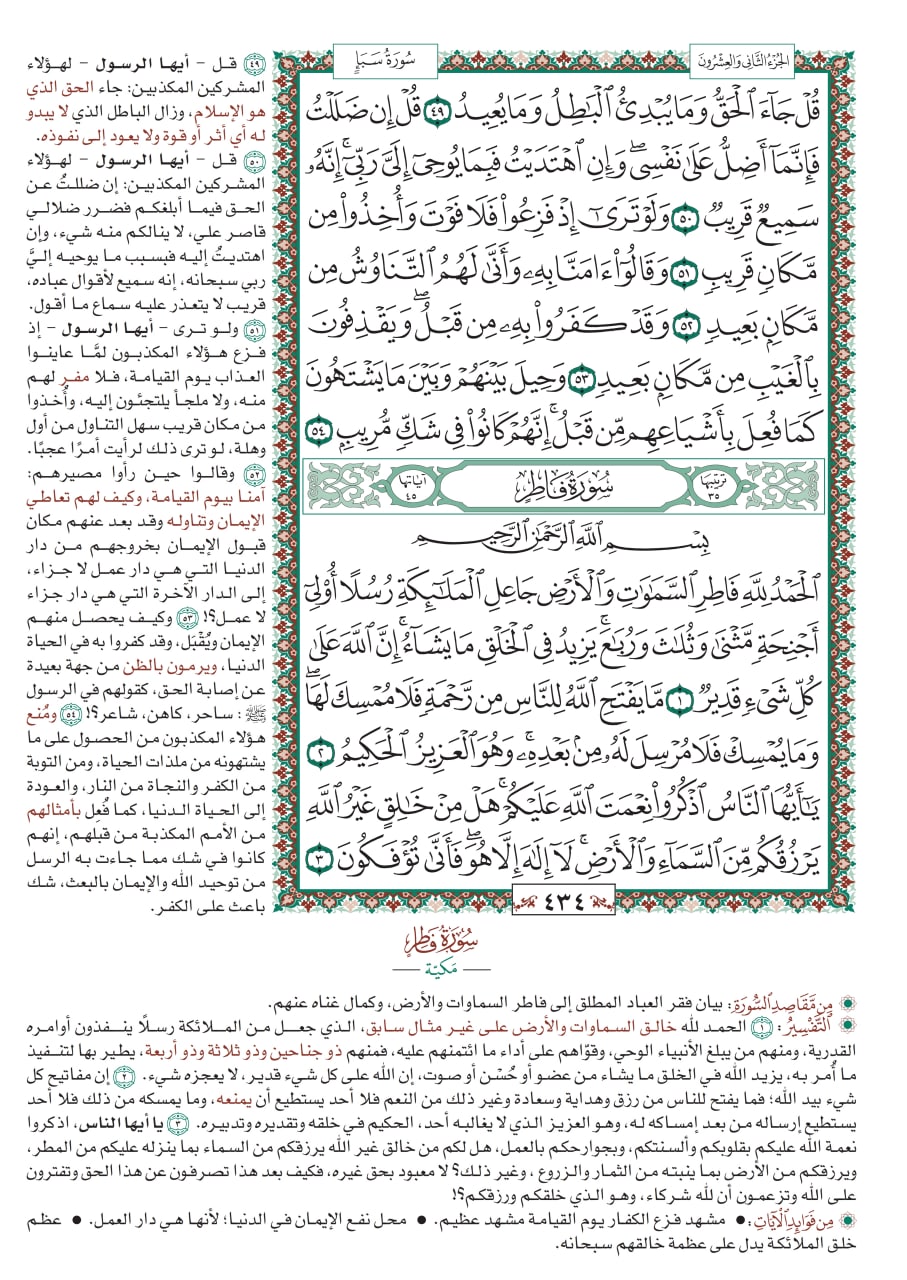 الجُزْءُ الثَّانِي وَالعِشْرُونَ
سُورَةُ سَبَإٍ
قُلْ جَآءَ ٱلْحَقُّ وَمَا يُبْدِئُ ٱلْبَٰطِلُ وَمَا يُعِيدُ ٤٩ قُلْ إِن ضَلَلْتُ
فَإِنَّمَآ أَضِلُّ عَلَىٰ نَفْسِى ۖ وَإِنِ ٱهْتَدَيْتُ فَبِمَا يُوحِىٓ إِلَىَّ رَبِّىٓ ۚ إِنَّهُۥ
سَمِيعٌ قَرِيبٌ ٥٠ وَلَوْ تَرَىٰٓ إِذْ فَزِعُوا۟ فَلَا فَوْتَ وَأُخِذُوا۟ مِن
مَّكَانٍ قَرِيبٍ ٥١ وَقَالُوٓا۟ ءَامَنَّا بِهِۦ وَأَنَّىٰ لَهُمُ ٱلتَّنَاوُشُ مِن
مَّكَانٍۭ بَعِيدٍ ٥٢ وَقَدْ كَفَرُوا۟ بِهِۦ مِن قَبْلُ ۖ وَيَقْذِفُونَ
بِٱلْغَيْبِ مِن مَّكَانٍۭ بَعِيدٍ ٥٣ وَحِيلَ بَيْنَهُمْ وَبَيْنَ مَا يَشْتَهُونَ
كَمَا فُعِلَ بِأَشْيَاعِهِم مِّن قَبْلُ ۚ إِنَّهُمْ كَانُوا۟ فِى شَكٍّ مُّرِيبٍۭ ٥٤
تَرتيبها ٣٥ سُورَةُ فَاطِرٍ آياتها ٤٥
بِسْمِ ٱللَّهِ ٱلرَّحْمَٰنِ ٱلرَّحِيمِ
ٱلْحَمْدُ لِلَّهِ فَاطِرِ ٱلسَّمَٰوَٰتِ وَٱلْأَرْضِ جَاعِلِ ٱلْمَلَٰٓئِكَةِ رُسُلًا أُو۟لِىٓ
أَجْنِحَةٍ مَّثْنَىٰ وَثُلَٰثَ وَرُبَٰعَ ۚ يَزِيدُ فِى ٱلْخَلْقِ مَا يَشَآءُ ۚ إِنَّ ٱللَّهَ عَلَىٰ
كُلِّ شَىْءٍ قَدِيرٌ ١ مَّا يَفْتَحِ ٱللَّهُ لِلنَّاسِ مِن رَّحْمَةٍ فَلَا مُمْسِكَ لَهَا ۖ
وَمَا يُمْسِكْ فَلَا مُرْسِلَ لَهُۥ مِنۢ بَعْدِهِۦ ۚ وَهُوَ ٱلْعَزِيزُ ٱلْحَكِيمُ ٢
يَٰٓأَيُّهَا ٱلنَّاسُ ٱذْكُرُوا۟ نِعْمَتَ ٱللَّهِ عَلَيْكُمْ ۚ هَلْ مِنْ خَٰلِقٍ غَيْرُ ٱللَّهِ
يَرْزُقُكُم مِّنَ ٱلسَّمَآءِ وَٱلْأَرْضِ ۚ لَآ إِلَٰهَ إِلَّا هُوَ ۖ فَأَنَّىٰ تُؤْفَكُونَ ٣
٤٣٤
٤٩ قل – أيها الرسول – لهؤلاء
المشركين المكذبين: جاء الحق الذي
هو الإسلام، وزال الباطل الذي لا يبدو
له أي أثر أو قوة ولا يعود إلى نفوذه.
٥٠ قل – أيها الرسول – لهؤلاء
المشركين المكذبين: إن ضللتُ عن
الحق فيما أبلغكم فضرر ضلالي
قاصر علي، لا ينالكم منه شيء، وإن
اهتديتُ إليه فبسبب ما يوحيه إليَّ
ربي سبحانه، إنه سميع لأقوال عباده،
قريب لا يتعذر عليه سماع ما أقول.
٥١ ولو ترى – أيها الرسول – إذ
فزع هؤلاء المكذبون لمَّا عاينوا
العذاب يوم القيامة، فلا مفر لهم
منه، ولا ملجأ يلتجئون إليه، وأُخذوا
من مكان قريب سهل التناول من أول
وهلة، لو ترى ذلك لرأيت أمرًا عجبًا.
٥٢ وقالوا حين رأوا مصيرهم:
آمنا بيوم القيامة، وكيف لهم تعاطي
الإيمان وتناوله وقد بعد عنهم مكان
قبول الإيمان بخروجهم من دار
الدنيا التي هي دار عمل لا جزاء،
إلى الدار الآخرة التي هي دار جزاء
لا عمل؟! ٥٣ وكيف يحصل منهم
الإيمان ويُقْبَل، وقد كفروا به في الحياة
الدنيا، ويرمون بالظن من جهة بعيدة
عن إصابة الحق، كقولهم في الرسول
ﷺ: ساحر، كاهن، شاعر؟! ٥٤ ومُنع
هؤلاء المكذبون من الحصول على ما
يشتهونه من ملذات الحياة، ومن التوبة
من الكفر والنجاة من النار، والعودة
إلى الحياة الدنيا، كما فُعل بأمثالهم
من الأمم المكذبة من قبلهم، إنهم
كانوا في شك مما جاءت به الرسل
من توحيد الله والإيمان بالبعث، شك
باعث على الكفر.
سُورَةُ فَاطِرٍ
مَكيّة
مِن مَّقَاصِدِ السُّورَةِ: بيان فقر العباد المطلق إلى فاطر السماوات والأرض، وكمال غناه عنهم.
التَّفْسِيرُ: ١ الحمد لله خالق السماوات والأرض على غير مثال سابق، الذي جعل من الملائكة رسلًا ينفذون أوامره
القدرية، ومنهم من يبلغ الأنبياء الوحي، وقوَّاهم على أداء ما ائتمنهم عليه، فمنهم ذو جناحين وذو ثلاثة وذو أربعة، يطير بها لتنفيذ
ما أُمر به، يزيد الله في الخلق ما يشاء من عضو أو حُسْن أو صوت، إن الله على كل شيء قدير، لا يعجزه شيء. ٢ إن مفاتيح كل
شيء بيد الله؛ فما يفتح للناس من رزق وهداية وسعادة وغير ذلك من النعم فلا أحد يستطيع أن يمنعه، وما يمسكه من ذلك فلا أحد
يستطيع إرساله من بعد إمساكه له، وهو العزيز الذي لا يغالبه أحد، الحكيم في خلقه وتقديره وتدبيره. ٣ يا أيها الناس، اذكروا
نعمة الله عليكم بقلوبكم وألسنتكم، وبجوارحكم بالعمل، هل لكم من خالق غير الله يرزقكم من السماء بما ينزله عليكم من المطر،
ويرزقكم من الأرض بما ينبته من الثمار والزروع، وغير ذلك؟ لا معبود بحق غيره، فكيف بعد هذا تصرفون عن هذا الحق وتفترون
على الله وتزعمون أن لله شركاء، وهو الذي خلقكم ورزقكم؟!
مِن فَوَائِدِ الْآيَاتِ: • مشهد فزع الكفار يوم القيامة مشهد عظيم. • محل نفع الإيمان في الدنيا؛ لأنها هي دار العمل. • عظم
خلق الملائكة يدل على عظمة خالقهم سبحانه.